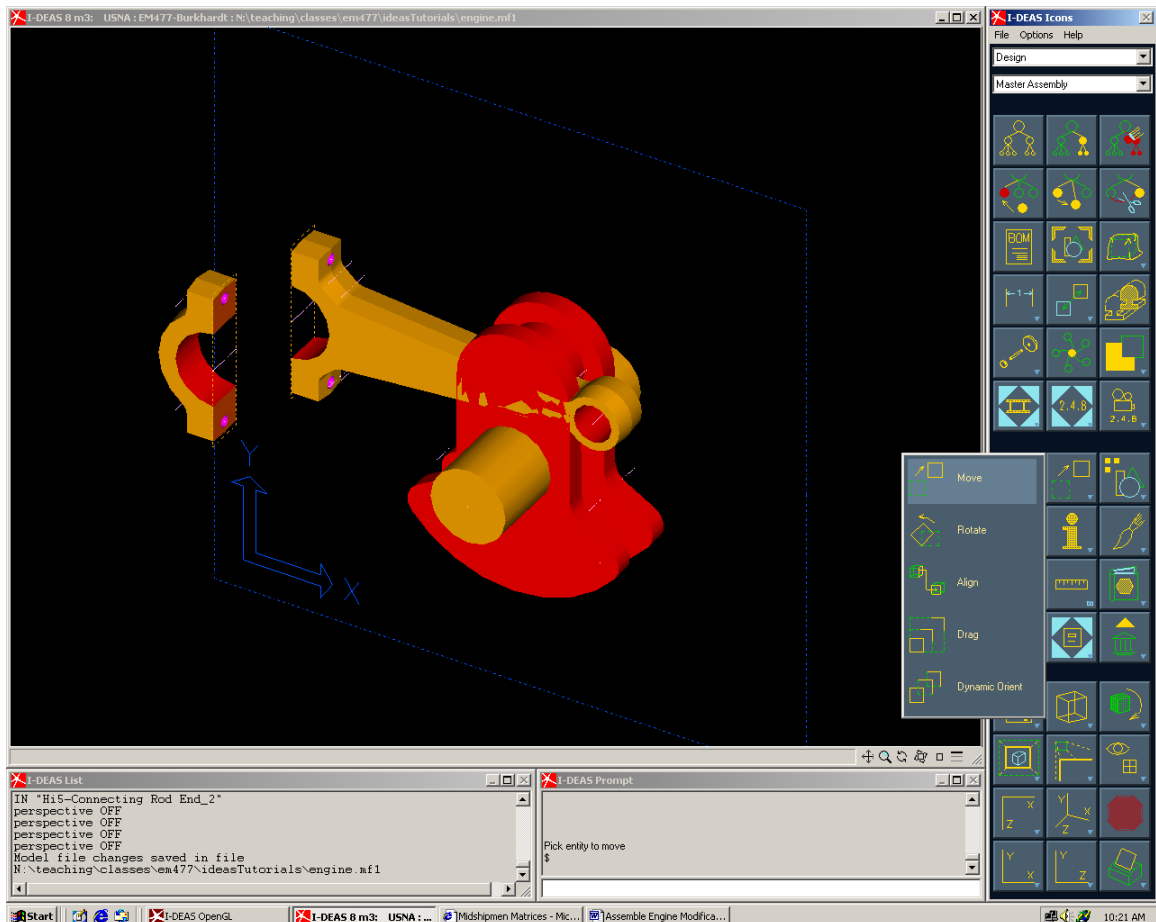 I-DEAS 8 m3:   USNA : EM477-Burkhardt : N:\teaching\classes\em477\ideasTutorials\engine.mf1
Y
X
I-DEAS Icons
File Options Help
Design
Master Assembly
BOM
1
2.4.B
2.4.B
Move
Rotate
Align
Drag
Dynamic Orient
X
Z
Y
X
Z
Y
X
Y
Z
I-DEAS List
IN "Hi5-Connecting Rod End_2"
perspective OFF
perspective OFF
perspective OFF
perspective OFF
Model file changes saved in file
N:\teaching\classes\em477\ideasTutorials\engine.mf1
I-DEAS Prompt
Pick entity to move
$
Start
I-DEAS OpenGL
I-DEAS 8 m3:   USNA : ...
Midshipmen Matrices - Mic...
Assemble Engine Modifica...
10:21 AM